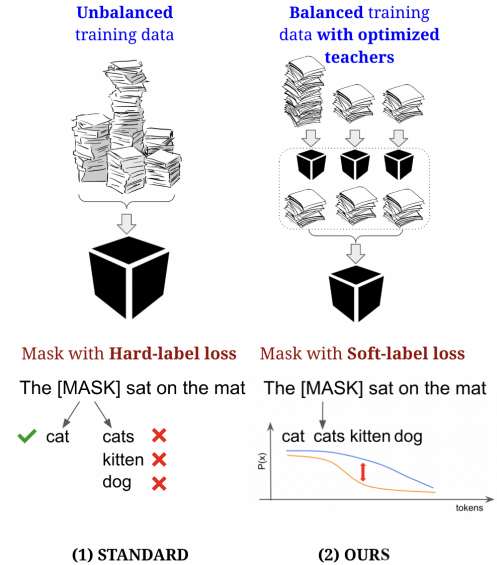 Unbalanced
training data
Balanced training
data with optimized
teachers
Mask with Hard-label loss
The [MASK] sat on the mat
cat
cats
kitten
dog
(1) STANDARD
Mask with Soft-label loss
The [MASK] sat on the mat
cat cats kitten dog
P(x)
tokens
(2) OURS